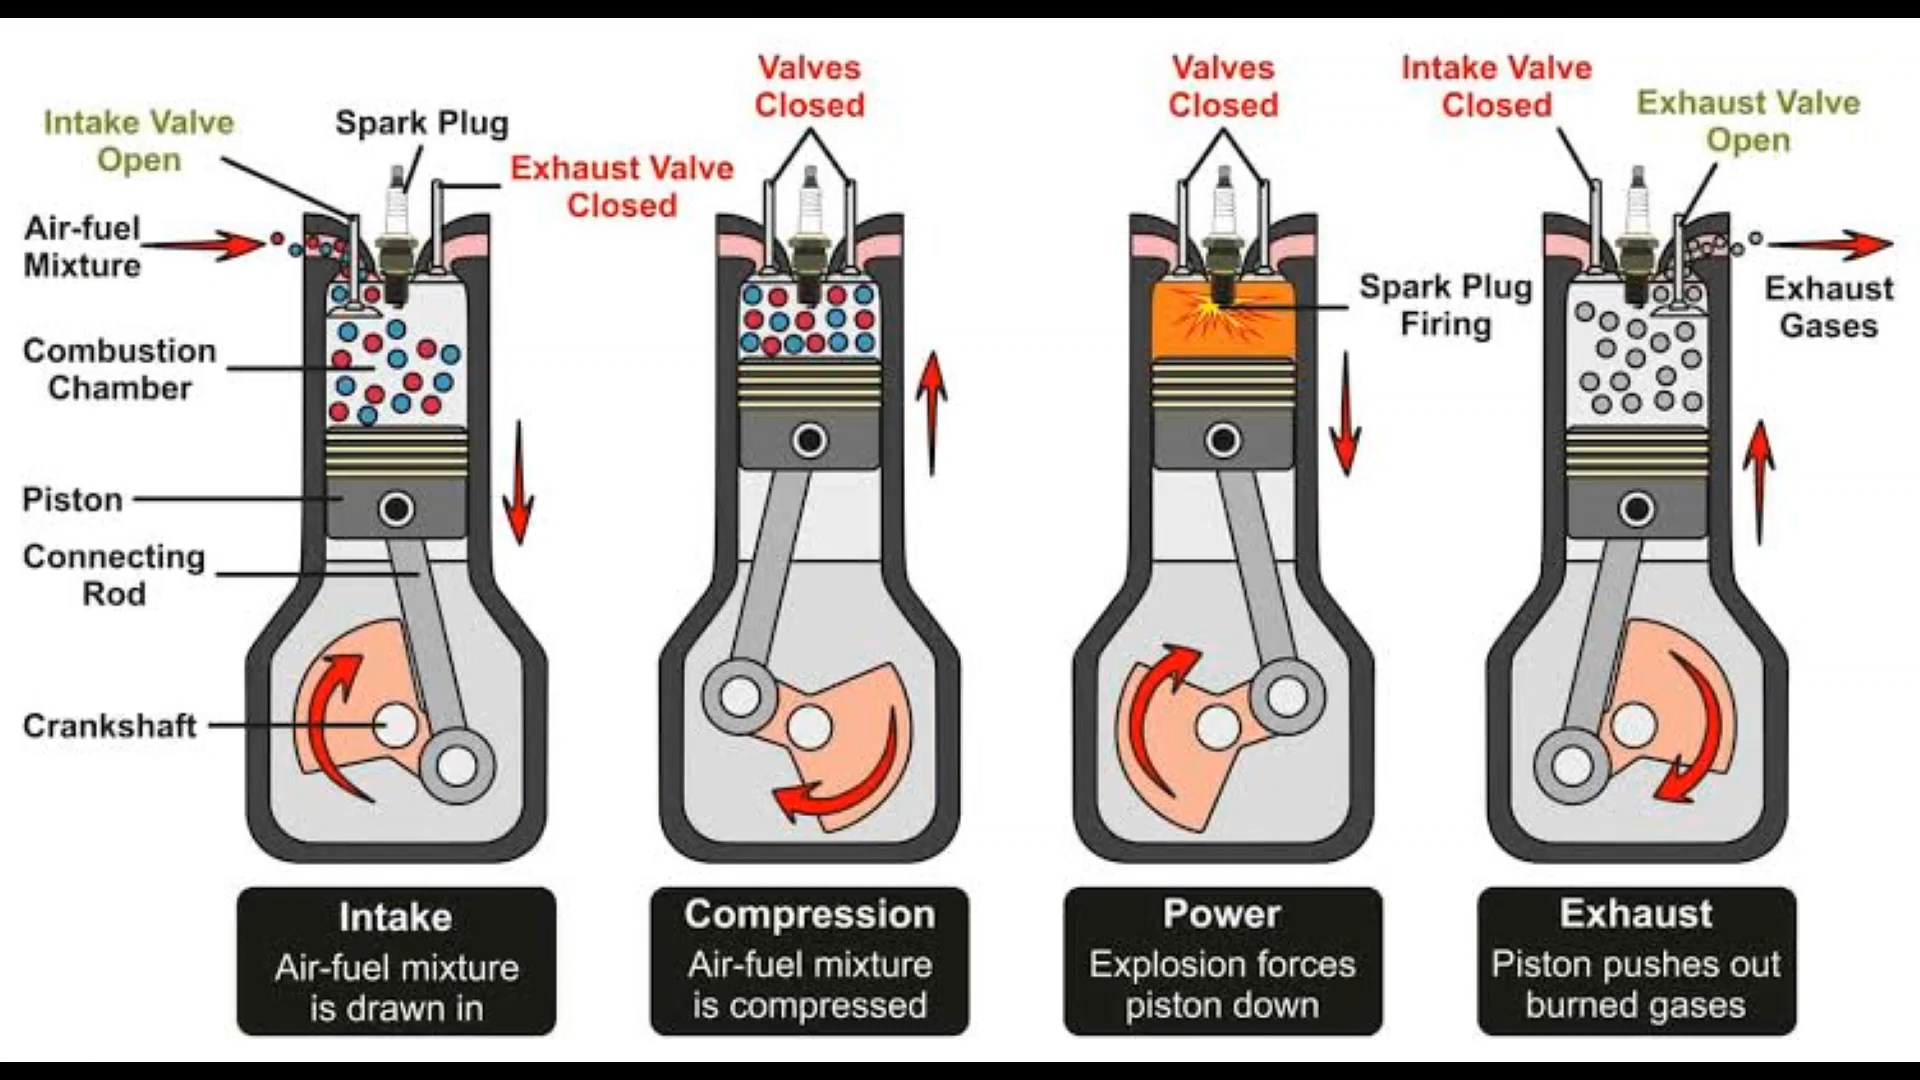 Intake Valve
Open
Spark Plug
Exhaust Valve
Closed
Air-fuel
Mixture
Combustion
Chamber
Piston
Connecting
Rod
Crankshaft
Intake
Air-fuel mixture
is drawn in
Valves
Closed
Compression
Air-fuel mixture
is compressed
Valves
Closed
Spark Plug
Firing
Power
Explosion forces
piston down
Intake Valve
Closed
Exhaust Valve
Open
Exhaust
Gases
Exhaust
Piston pushes out
burned gases